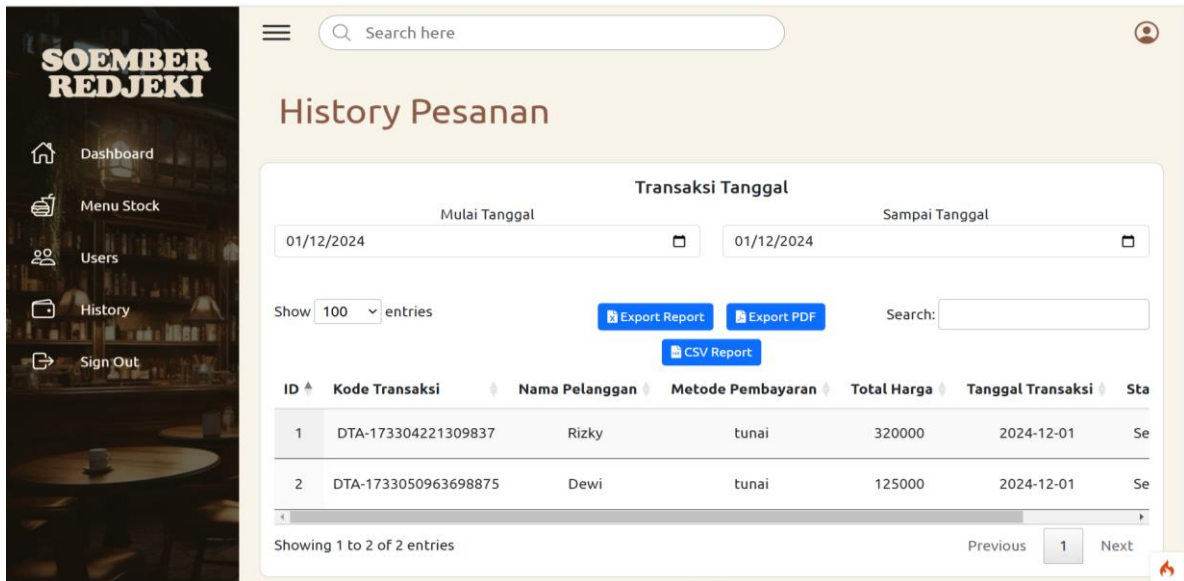 SOEMBER
REDJEKI
Dashboard
Menu Stock
Users
History
Sign Out
Search here
History Pesanan
Transaksi Tanggal
Mulai Tanggal Sampai Tanggal
01/12/2024 01/12/2024
Show 100 entries Export Report Export PDF Search:
CSV Report
ID Kode Transaksi Nama Pelanggan Metode Pembayaran Total Harga Tanggal Transaksi Sta
1 DTA-173304221309837 Rizky tunai 320000 2024-12-01 Se
2 DTA-1733050963698875 Dewi tunai 125000 2024-12-01 Se
Showing 1 to 2 of 2 entries Previous 1 Next